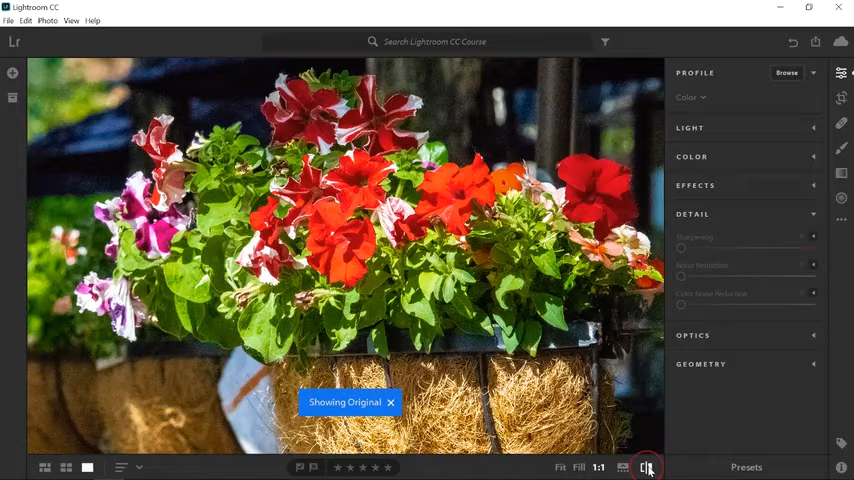 Lightroom CC
File Edit Photo View Help
Lr
Search Lightroom CC Course
PROFILE
Browse
Color
LIGHT
COLOR
EFFECTS
DETAIL
Sharpening
Noise Reduction
Color Noise Reduction
OPTICS
GEOMETRY
Showing Original
Fit Fill 1:1
Presets